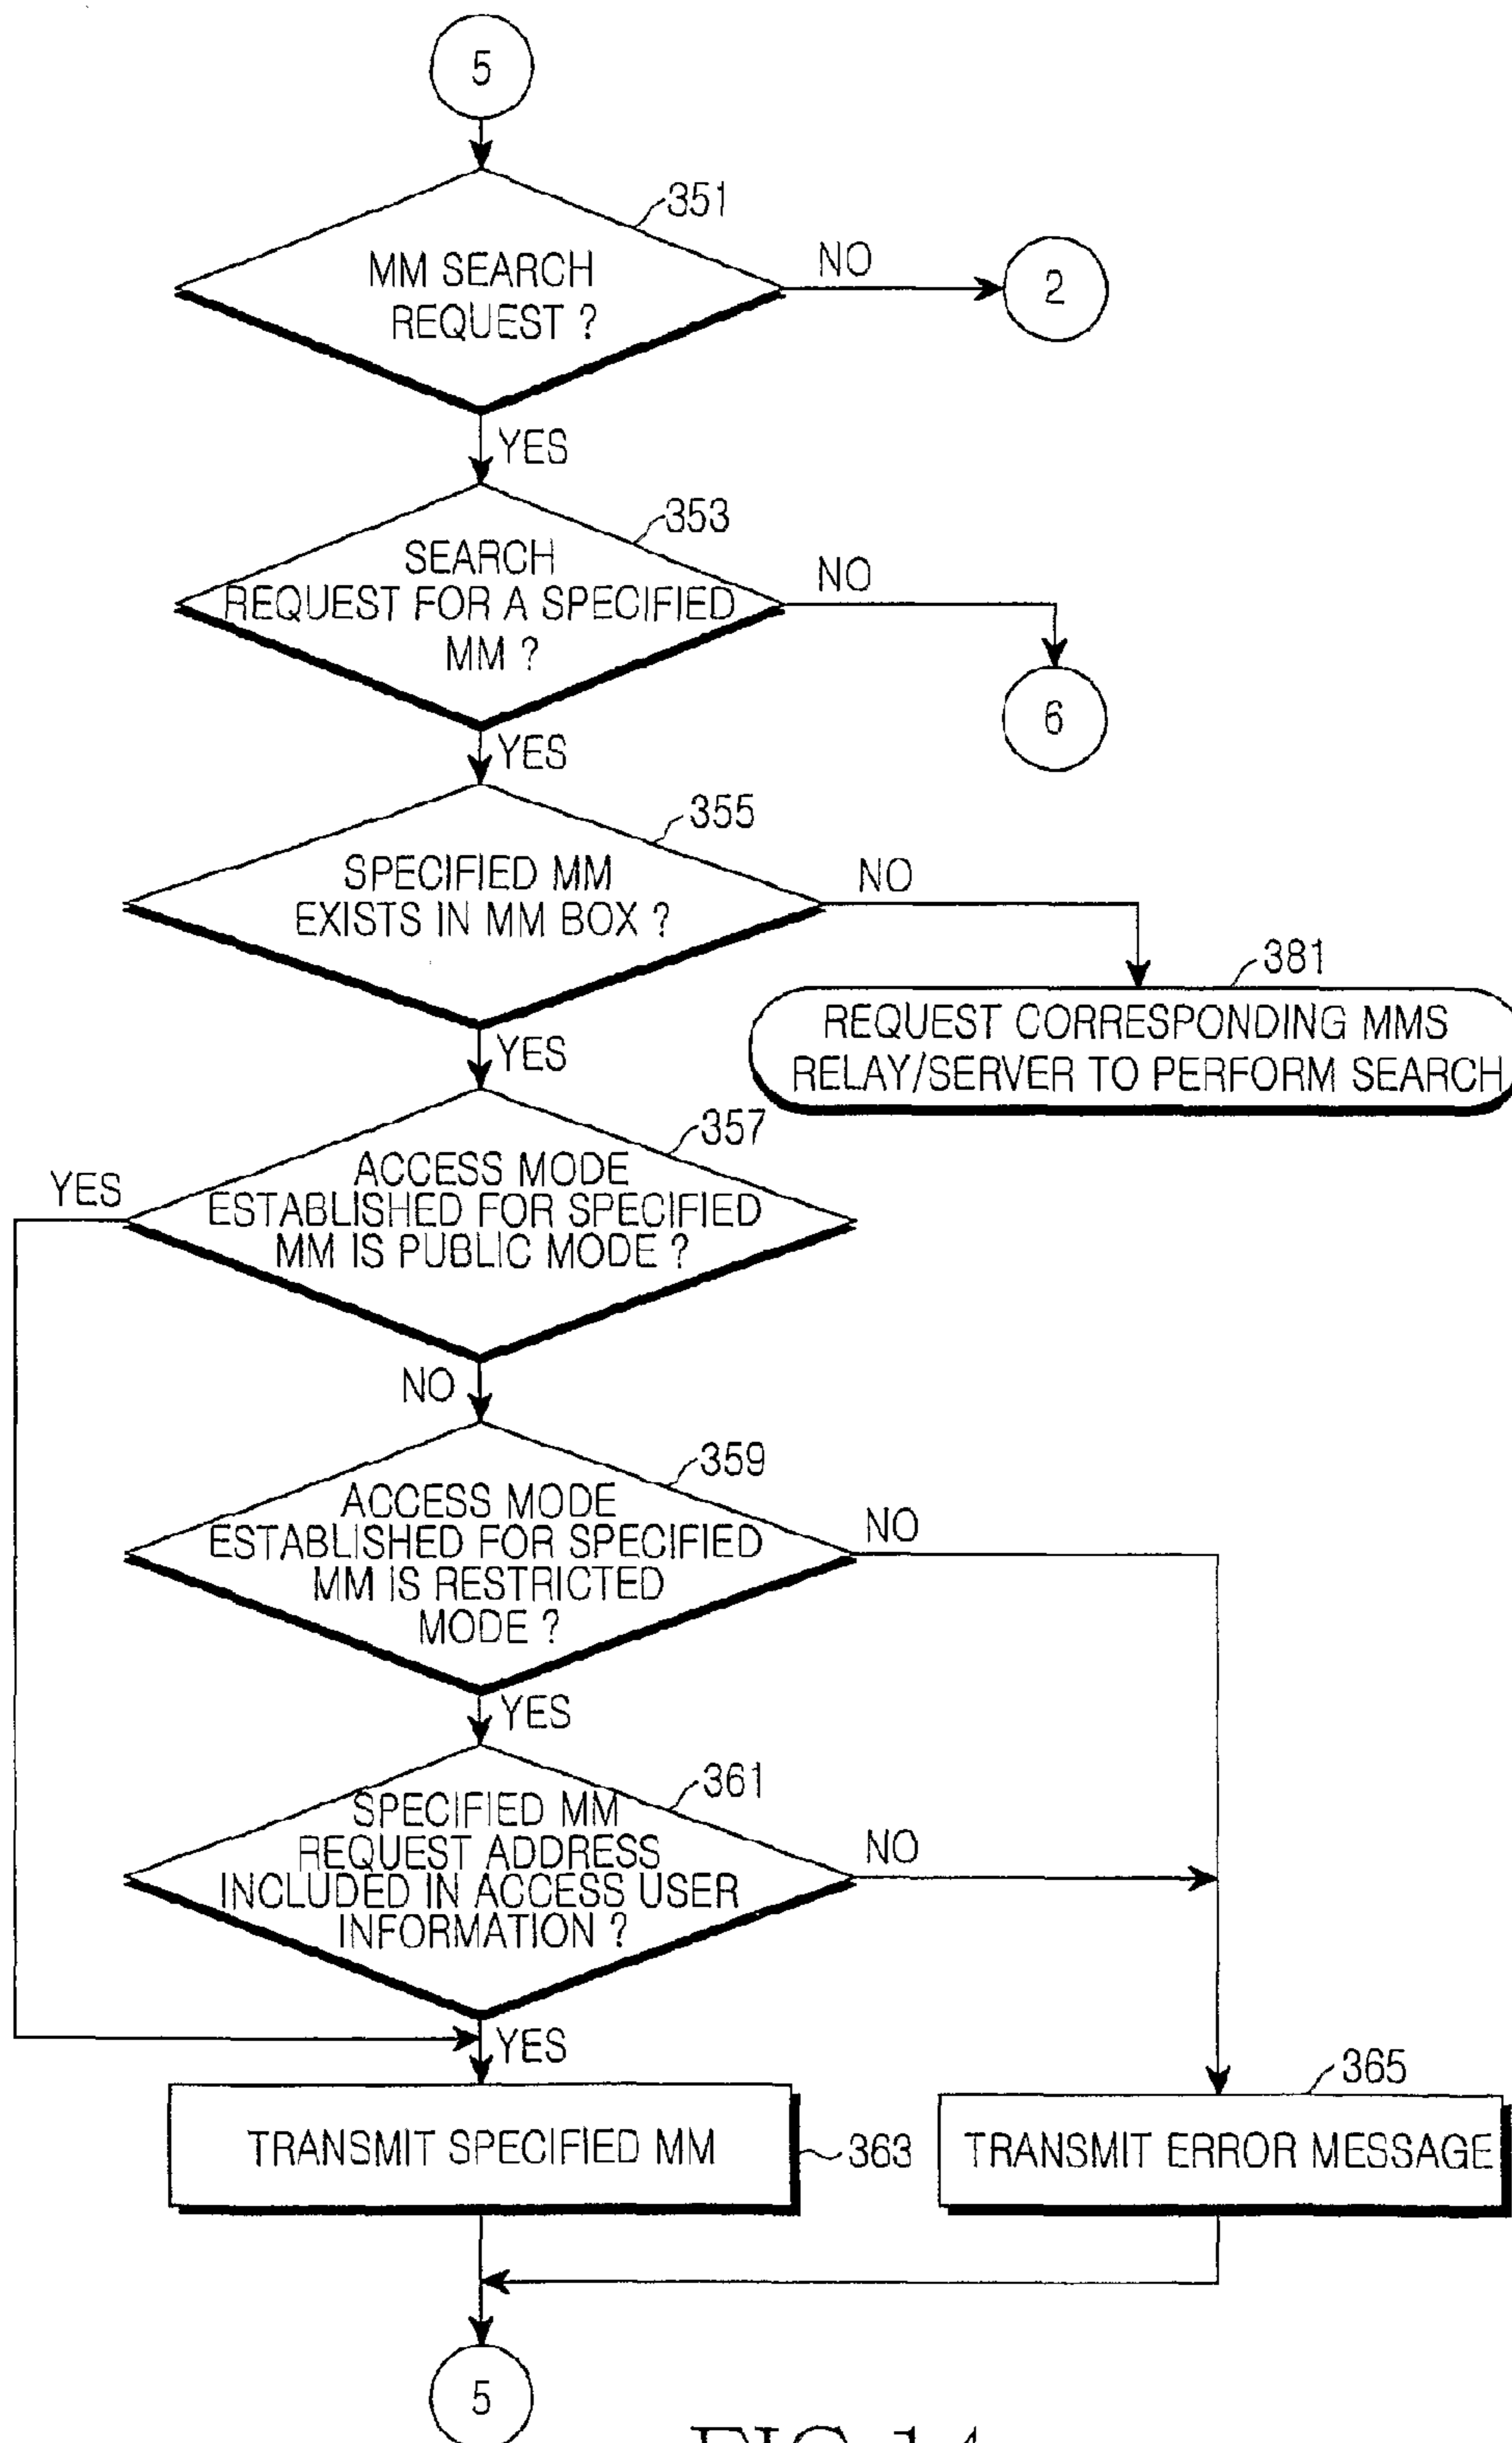 5
351
MM SEARCH
REQUEST ?
NO
2
YES
353
SEARCH
REQUEST FOR A SPECIFIED
MM ?
NO
6
YES
355
SPECIFIED MM
EXISTS IN MM BOX ?
NO
381
REQUEST CORRESPONDING MMS
RELAY/SERVER TO PERFORM SEARCH
YES
357
ACCESS MODE
ESTABLISHED FOR SPECIFIED
MM IS PUBLIC MODE ?
YES
NO
359
ACCESS MODE
ESTABLISHED FOR SPECIFIED
MM IS RESTRICTED
MODE ?
NO
YES
361
SPECIFIED MM
REQUEST ADDRESS
INCLUDED IN ACCESS USER
INFORMATION ?
NO
YES
TRANSMIT SPECIFIED MM
363
365
TRANSMIT ERROR MESSAGE
5
FIG.14